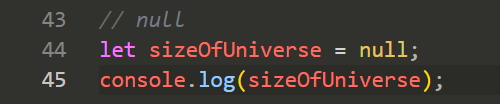 43 // null
44 let sizeOfUniverse = null;
45 console.log(sizeOfUniverse);